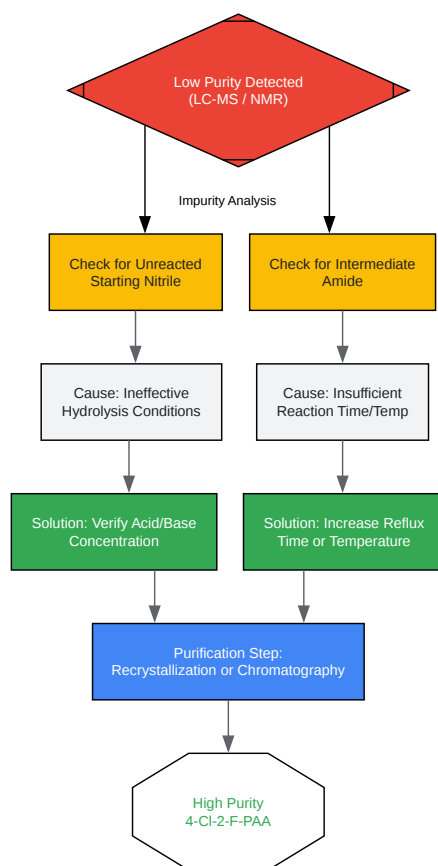 Low Purity Detected
(LC-MS / NMR)
Impurity Analysis
Check for Unreacted
Starting Nitrile
Check for Intermediate
Amide
Cause: Ineffective
Hydrolysis Conditions
Cause: Insufficient
Reaction Time/Temp
Solution: Verify Acid/Base
Concentration
Solution: Increase Reflux
Time or Temperature
Purification Step:
Recrystallization or Chromatography
High Purity
4-Cl-2-F-PAA